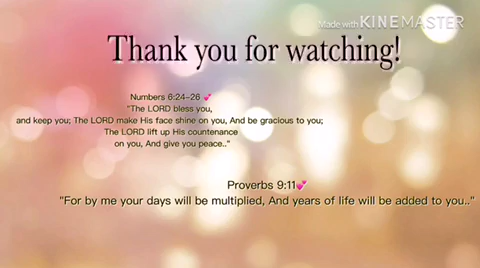 Made with KINEMASTER
Thank you for watching!
Numbers 6:24-26 💕
"The LORD bless you,
and keep you; The LORD make His face shine on you, And be gracious to you;
The LORD lift up His countenance
on you, And give you peace.."
Proverbs 9:11💕
"For by me your days will be multiplied, And years of life will be added to you.."